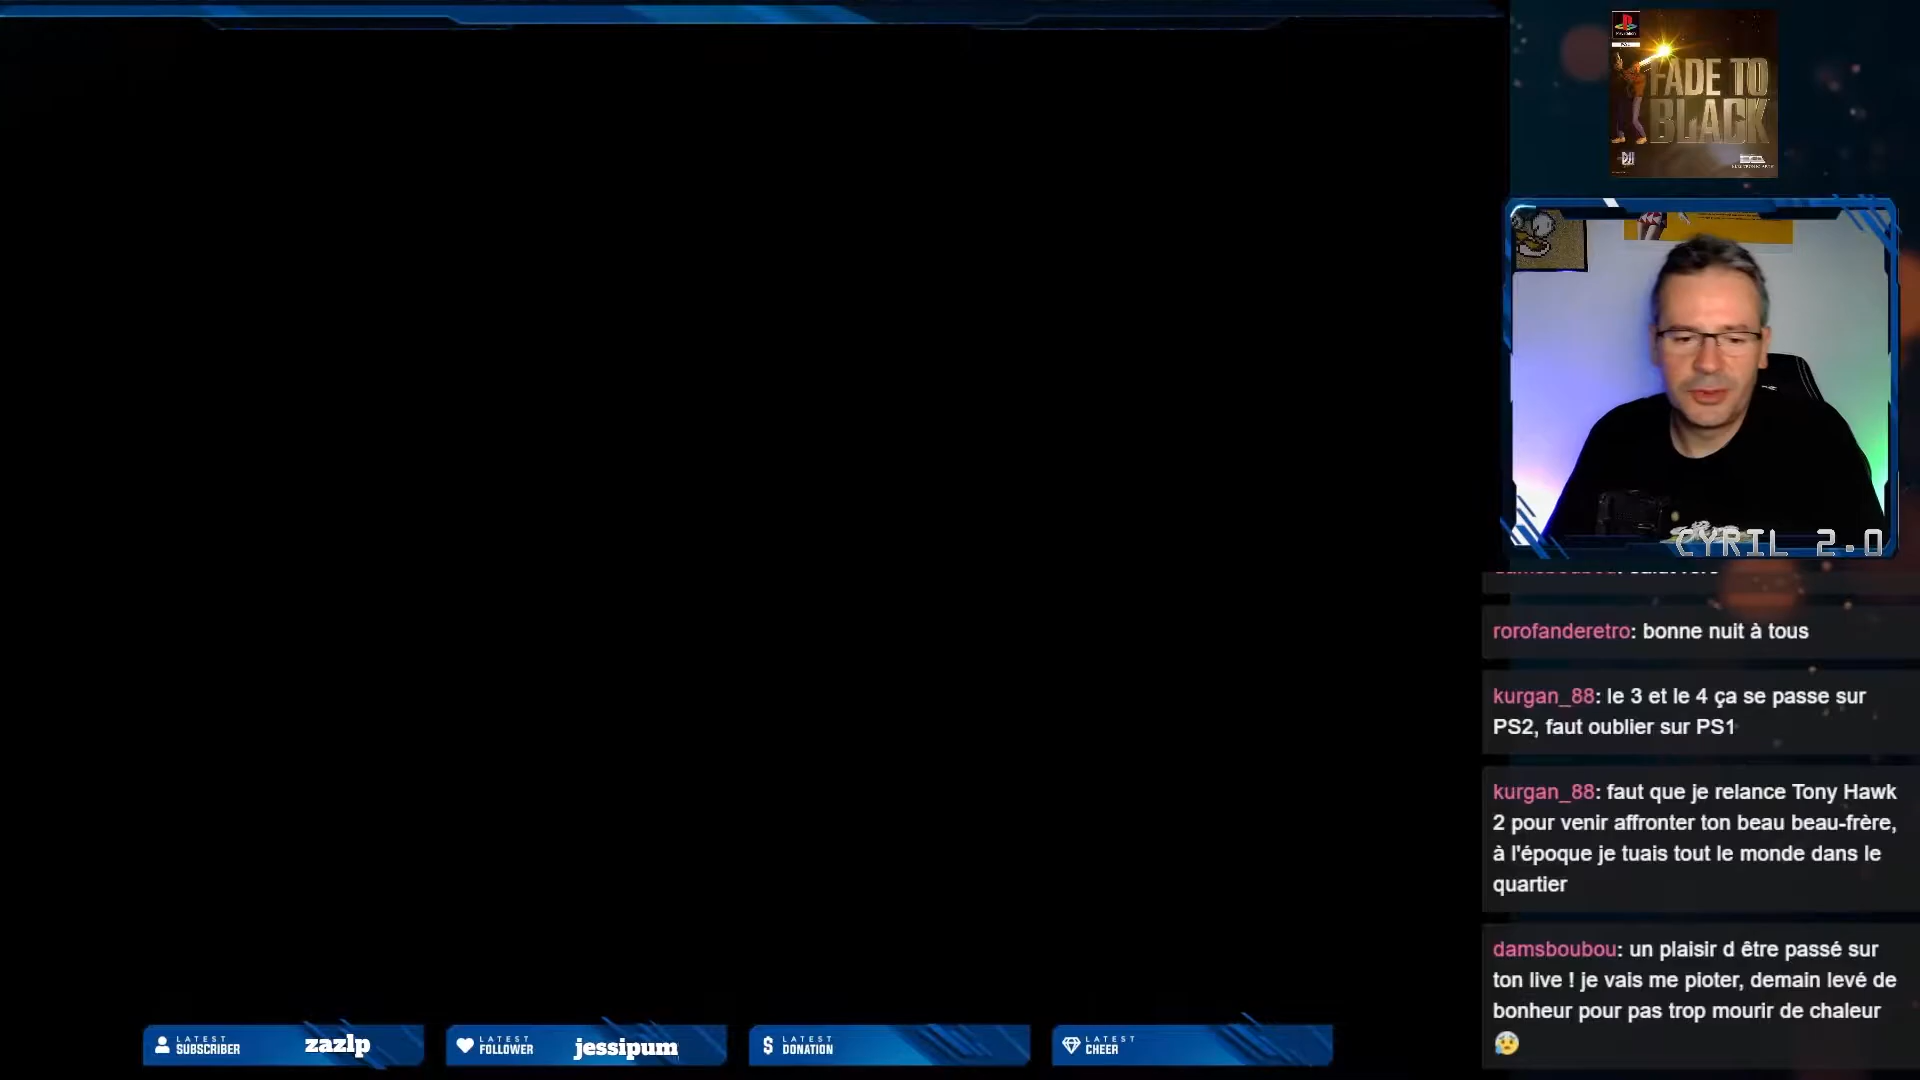 FADE TO
BLACK
CYRIL 2.0
rorofanderetro: bonne nuit à tous
kurgan_88: le 3 et le 4 ça se passe sur
PS2, faut oublier sur PS1
kurgan_88: faut que je relance Tony Hawk
2 pour venir affronter ton beau beau-frère,
à l'époque je tuais tout le monde dans le
quartier
damsboubou: un plaisir d être passé sur
ton live ! je vais me pioter, demain levé de
bonheur pour pas trop mourir de chaleur
LATEST
SUBSCRIBER
zazlp
LATEST
FOLLOWER
jessipum
LATEST
DONATION
LATEST
CHEER